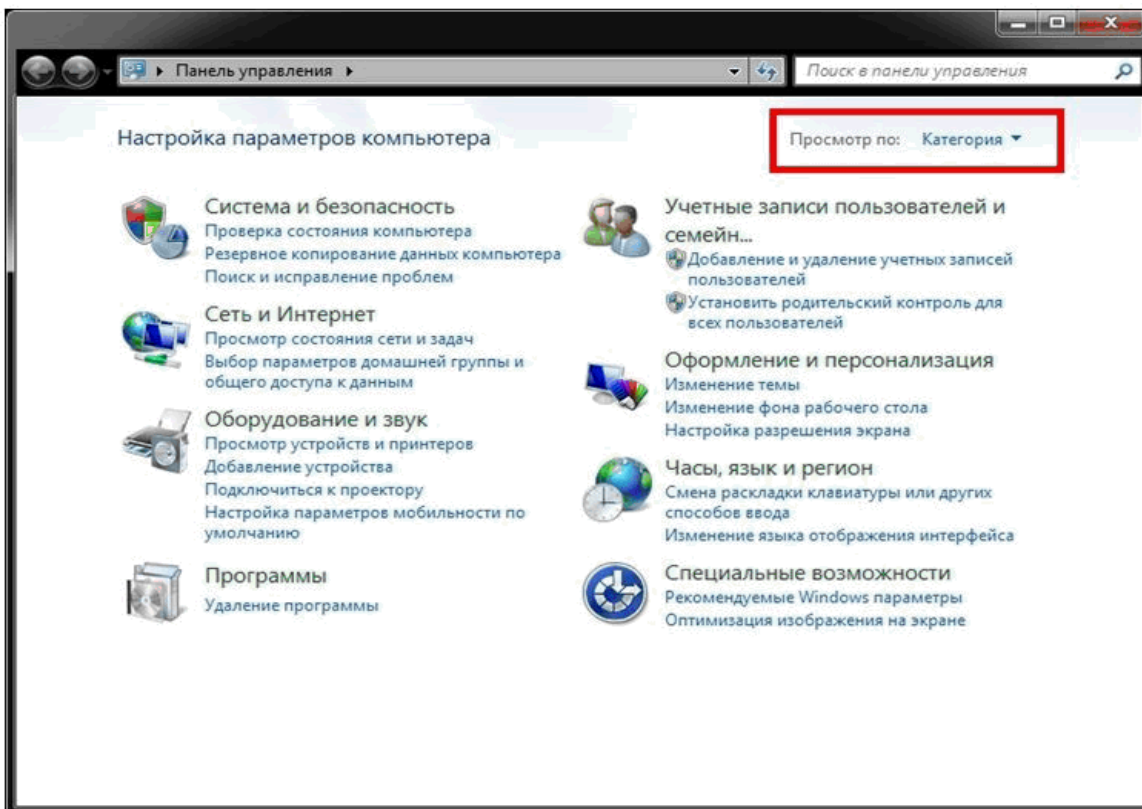 Панель управления
Поиск в панели управления
Настройка параметров компьютера
Просмотр по: Категория
Система и безопасность
Проверка состояния компьютера
Резервное копирование данных компьютера
Поиск и исправление проблем
Сеть и Интернет
Просмотр состояния сети и задач
Выбор параметров домашней группы и
общего доступа к данным
Оборудование и звук
Просмотр устройств и принтеров
Добавление устройства
Подключиться к проектору
Настройка параметров мобильности по
умолчанию
Программы
Удаление программы
Учетные записи пользователей и
семейн...
Добавление и удаление учетных записей
пользователей
Установить родительский контроль для
всех пользователей
Оформление и персонализация
Изменение темы
Изменение фона рабочего стола
Настройка разрешения экрана
Часы, язык и регион
Смена раскладки клавиатуры или других
способов ввода
Изменение языка отображения интерфейса
Специальные возможности
Рекомендуемые Windows параметры
Оптимизация изображения на экране